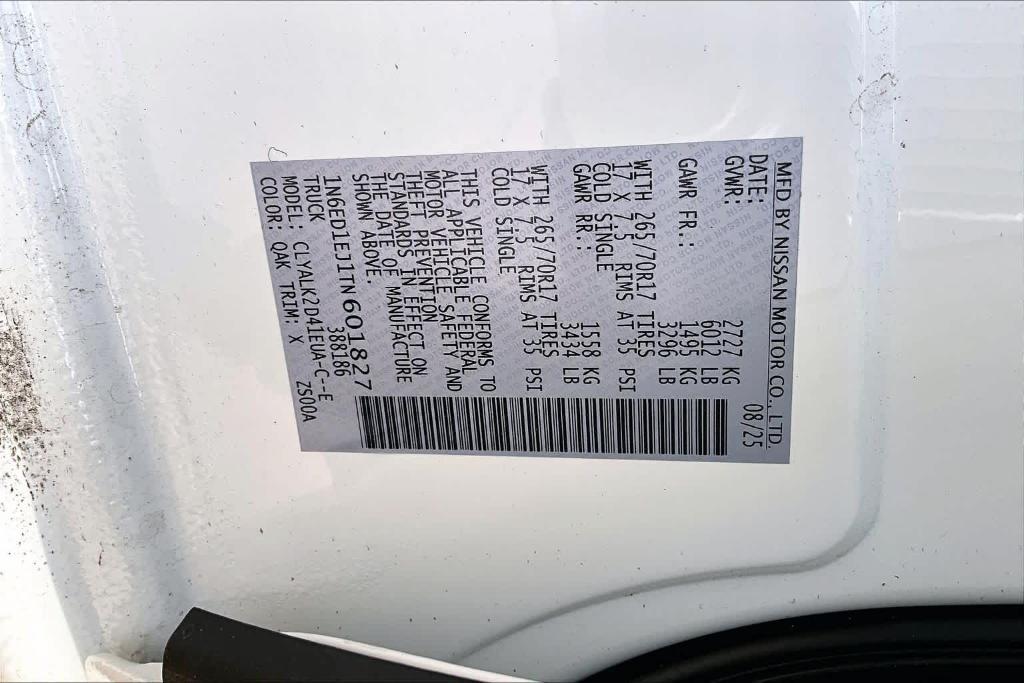 MFD BY NISSAN MOTOR CO., LTD.
DATE: 08/25
GVWR: 2727 KG
6012 LB
GAWR FR.: 1495 KG
3296 LB
WITH 265/70R17 TIRES
17 X 7.5 RIMS AT 35 PSI
COLD SINGLE
GAWR RR.: 1558 KG
3434 LB
WITH 265/70R17 TIRES
17 X 7.5 RIMS AT 35 PSI
COLD SINGLE
THIS VEHICLE CONFORMS TO
ALL APPLICABLE FEDERAL
MOTOR VEHICLE SAFETY AND
THEFT PREVENTION
STANDARDS IN EFFECT ON
THE DATE OF MANUFACTURE
SHOWN ABOVE.
1N6ED1EJ1TN601827
TRUCK 388186
MODEL: CLYALK2D41EUA-C--E
COLOR: QAK TRIM: X ZS00A